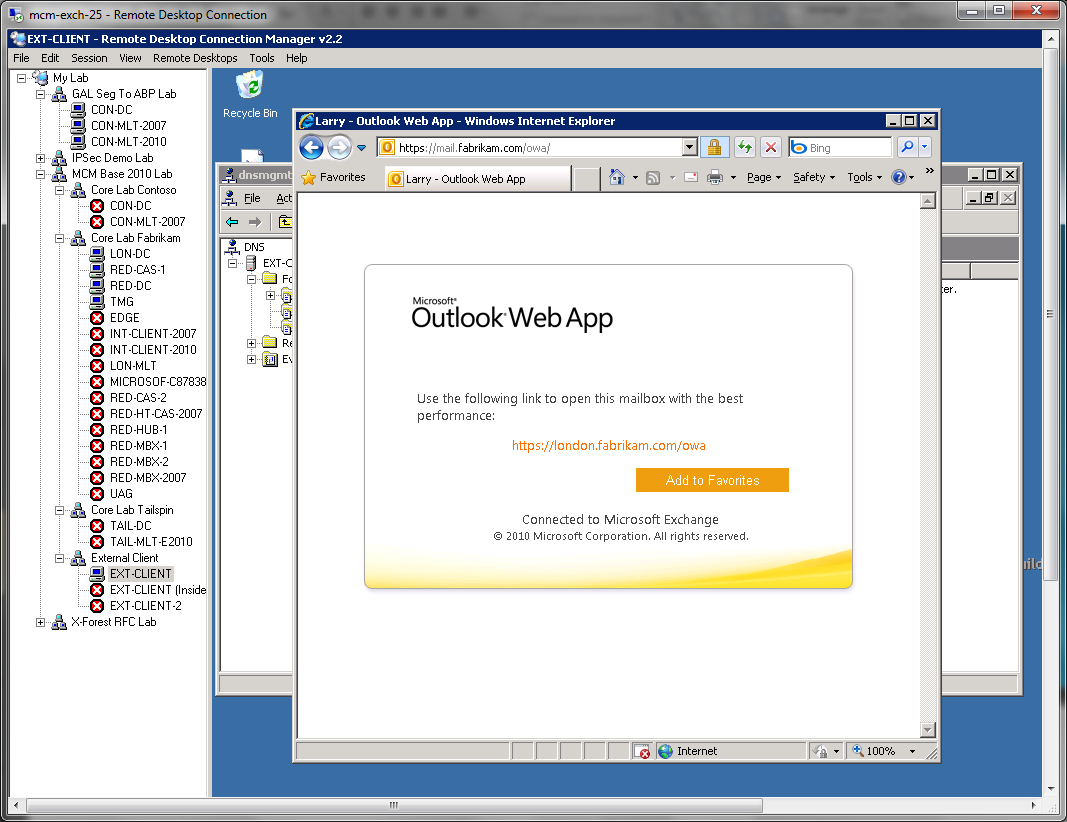 mcm-exch-25 - Remote Desktop Connection
EXT-CLIENT - Remote Desktop Connection Manager v2.2
File Edit Session View Remote Desktops Tools Help
My Lab
GAL Seg To ABP Lab
CON-DC
CON-MLT-2007
CON-MLT-2010
IPSec Demo Lab
MCM Base 2010 Lab
Core Lab Contoso
CON-DC
CON-MLT-2007
Core Lab Fabrikam
LON-DC
RED-CAS-1
RED-DC
TMG
EDGE
INT-CLIENT-2007
INT-CLIENT-2010
LON-MLT
MICROSOF-C87838
RED-CAS-2
RED-HT-CAS-2007
RED-HUB-1
RED-MBX-1
RED-MBX-2
RED-MBX-2007
UAG
Core Lab Tailspin
TAIL-DC
TAIL-MLT-E2010
External Client
EXT-CLIENT
EXT-CLIENT (Inside
EXT-CLIENT-2
X-Forest RFC Lab
Recycle Bin
dnsmgmt
File Act
DNS
EXT-C
Fo
Re
Ev
ter.
Larry - Outlook Web App - Windows Internet Explorer
https://mail.fabrikam.com/owa/
Bing
Favorites
Larry - Outlook Web App
Page Safety Tools
Microsoft®
Outlook Web App
Use the following link to open this mailbox with the best
performance:
https://london.fabrikam.com/owa
Add to Favorites
Connected to Microsoft Exchange
© 2010 Microsoft Corporation. All rights reserved.
Internet
100%